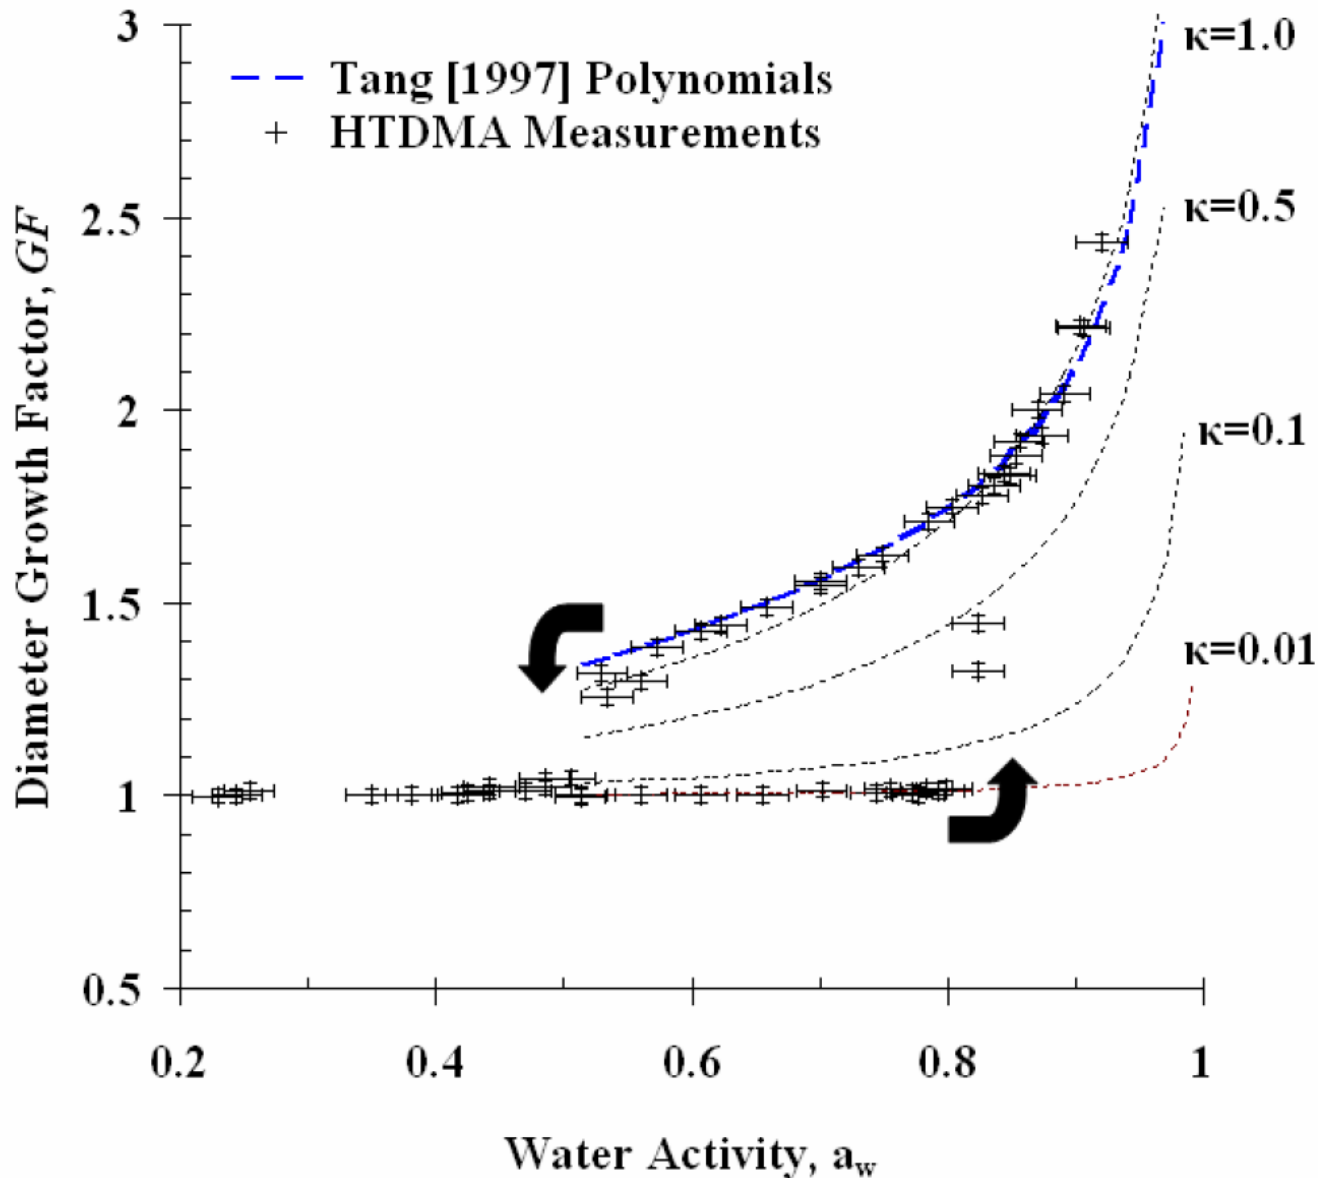 3
2.5
2
1.5
1
0.5
0.2
0.4
0.6
0.8
1
Diameter Growth Factor, GF
Water Activity, a_w
Tang [1997] Polynomials
HTDMA Measurements
κ=1.0
κ=0.5
κ=0.1
κ=0.01